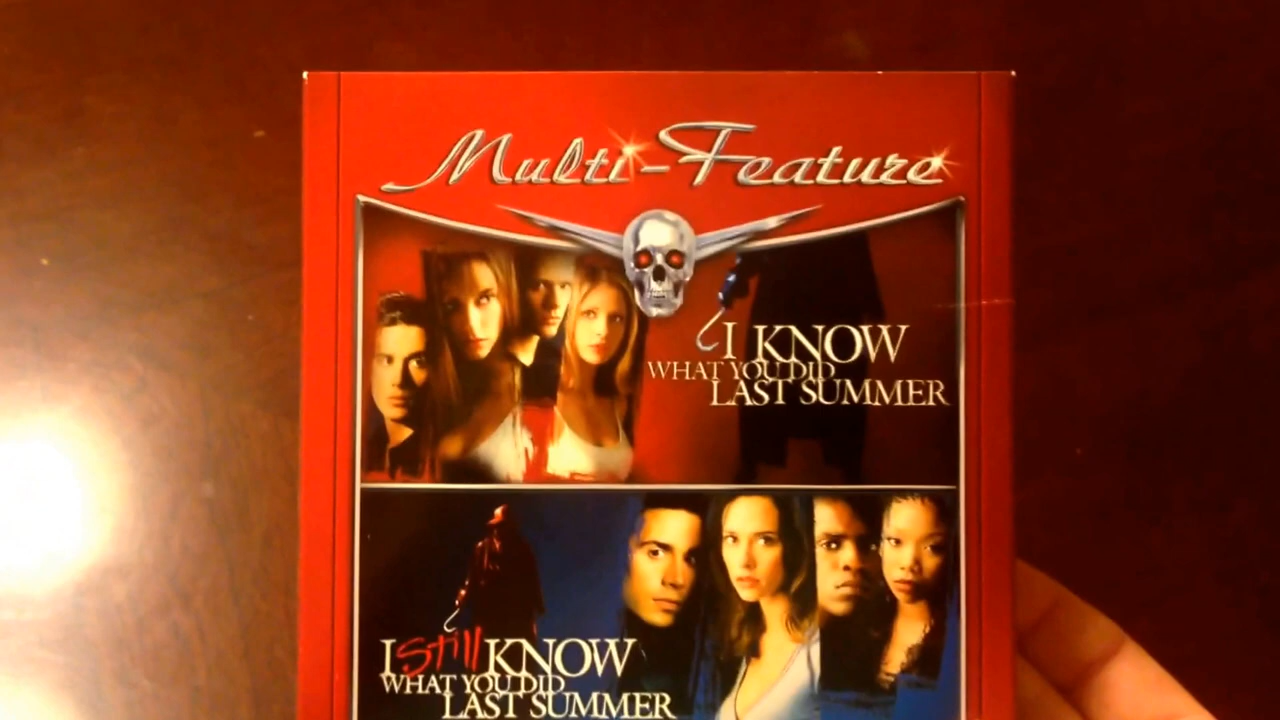 Multi-Feature
I KNOW
WHAT YOU DID
LAST SUMMER
I Still KNOW
WHAT YOU DID
LAST SUMMER